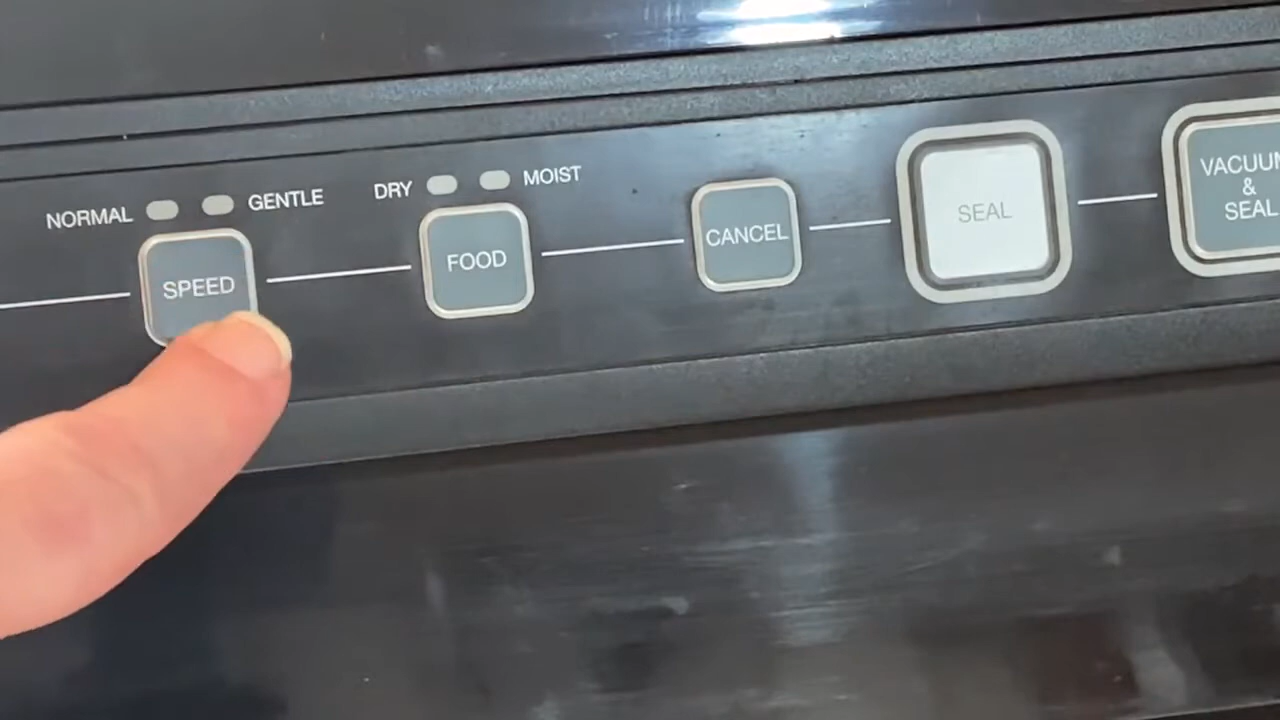 NORMAL GENTLE
DRY MOIST
SPEED
FOOD
CANCEL
SEAL
VACUUM
&
SEAL